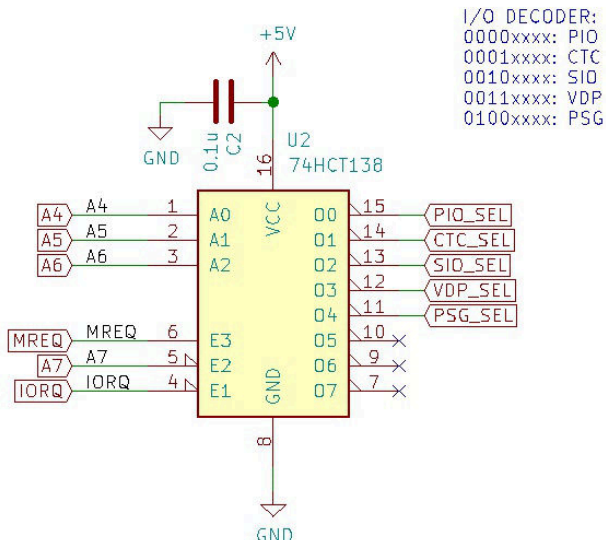 I/O DECODER:
0000xxxx: PIO
0001xxxx: CTC
0010xxxx: SIO
0011xxxx: VDP
0100xxxx: PSG
+5V
GND
0.1u
C2
U2
74HCT138
16
VCC
A4 A4 1 A0 O0 15 PIO_SEL
A5 A5 2 A1 O1 14 CTC_SEL
A6 A6 3 A2 O2 13 SIO_SEL
O3 12 VDP_SEL
O4 11 PSG_SEL
MREQ MREQ 6 E3 O5 10
A7 A7 5 E2 O6 9
IORQ IORQ 4 E1 O7 7
GND
8
GND